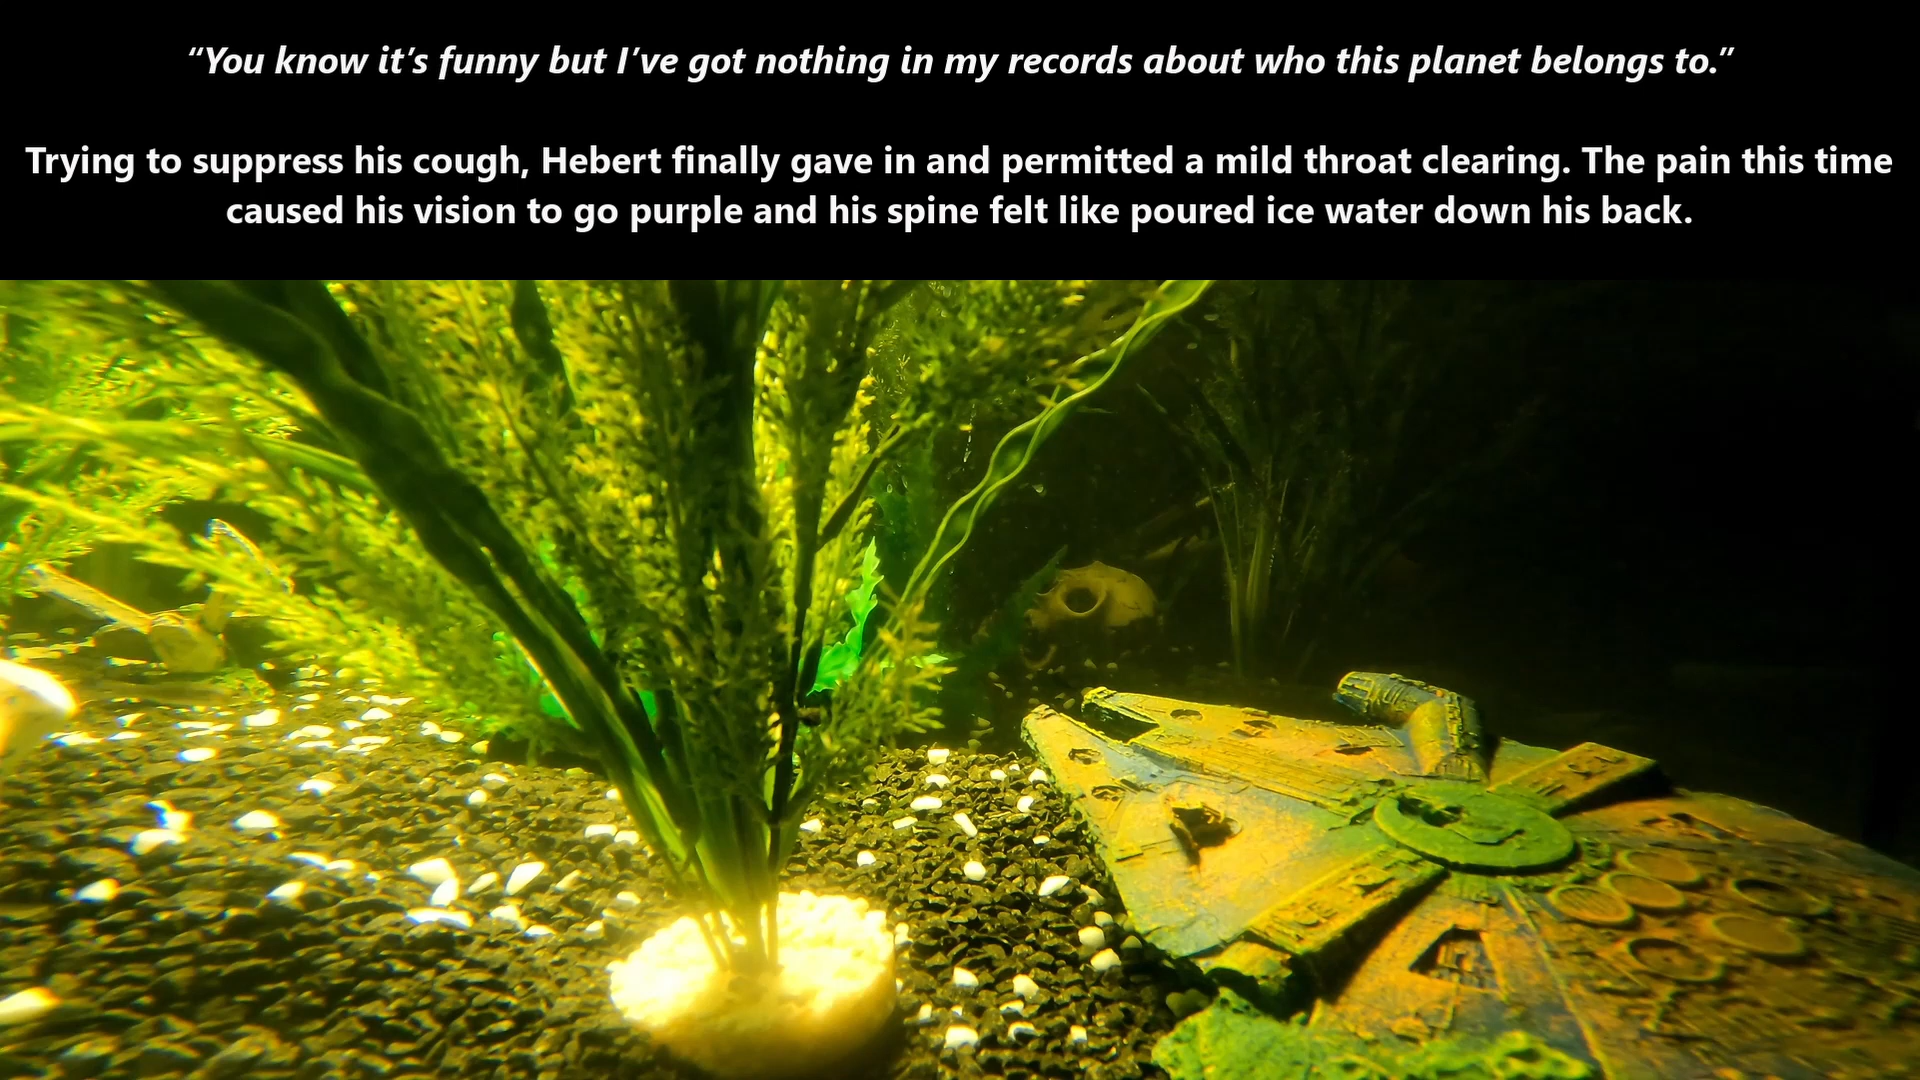 “You know it’s funny but I’ve got nothing in my records about who this planet belongs to.”
Trying to suppress his cough, Hebert finally gave in and permitted a mild throat clearing. The pain this time
caused his vision to go purple and his spine felt like poured ice water down his back.